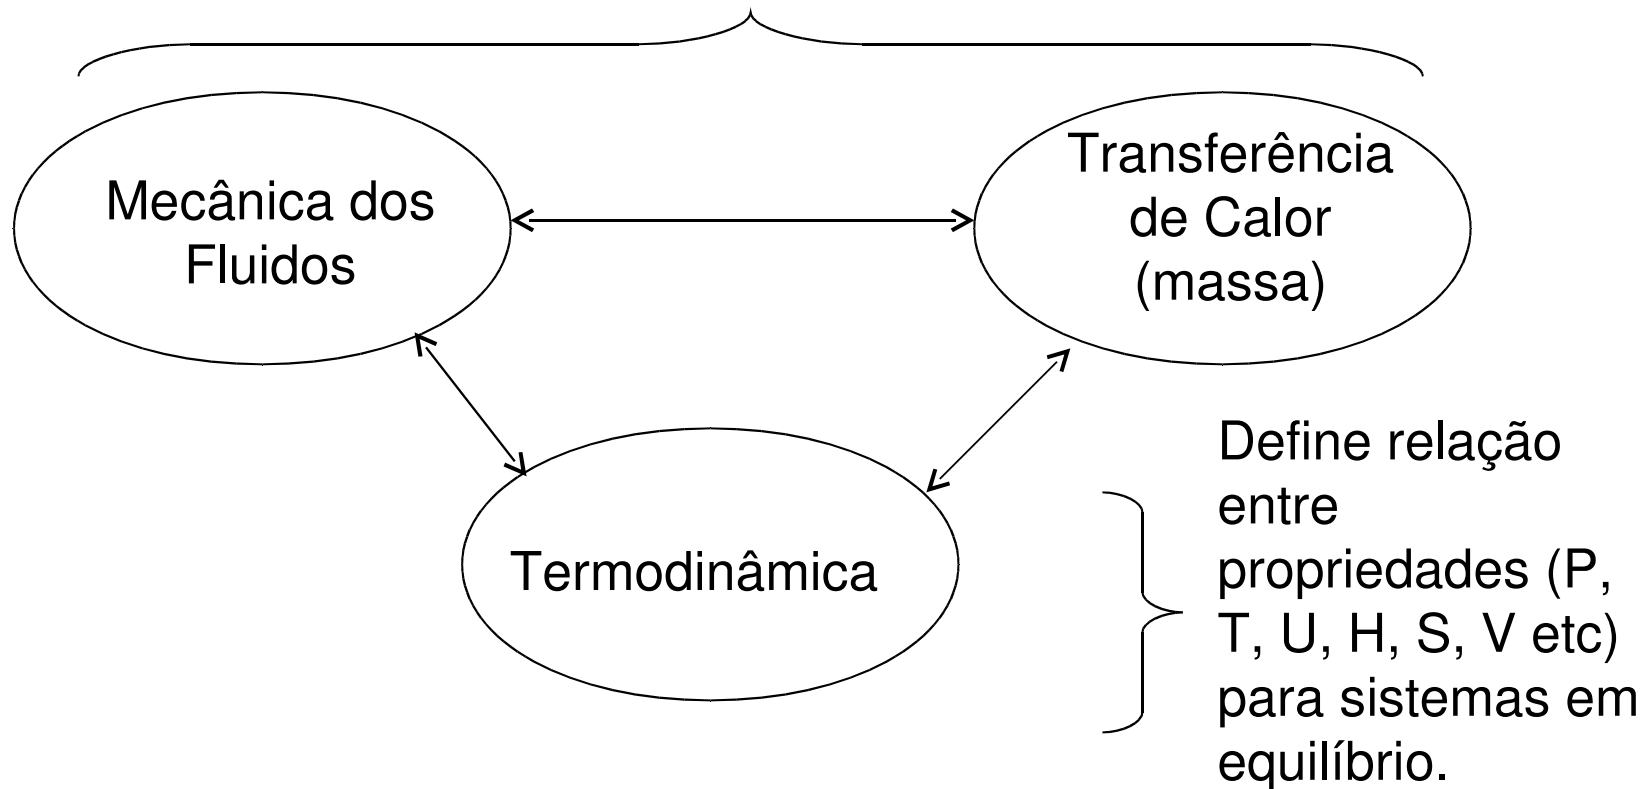 Mecânica dos
Fluidos
Transferência
de Calor
(massa)
Termodinâmica
Define relação
entre
propriedades (P,
T, U, H, S, V etc)
para sistemas em
equilíbrio.